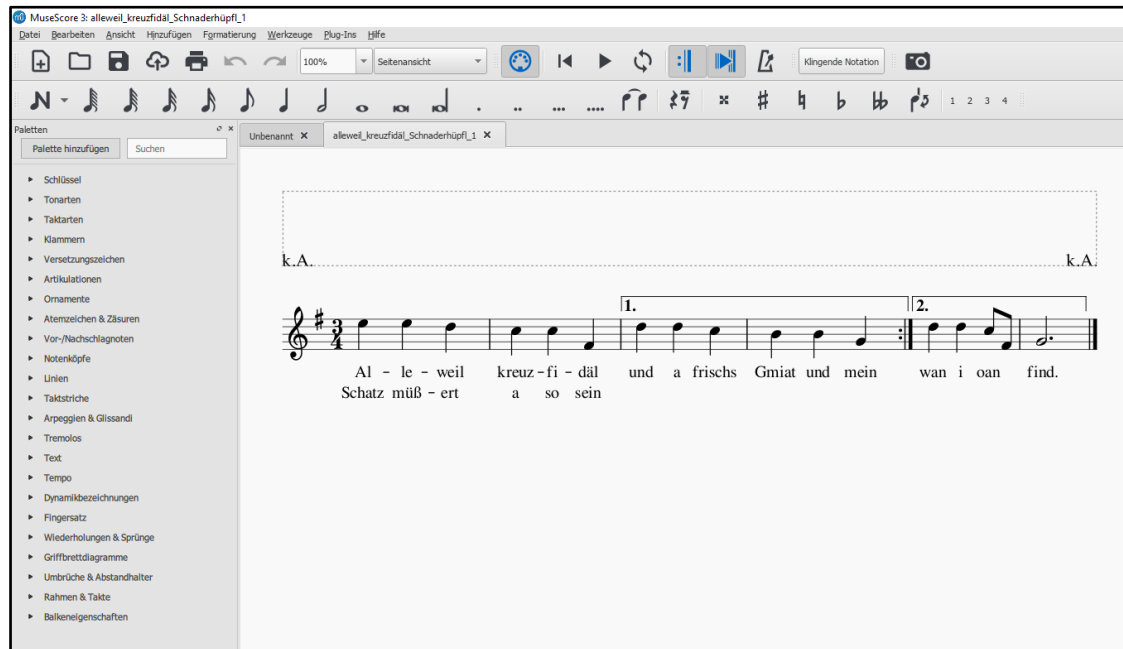 MuseScore 3: alleweil_kreuzfidäl_Schnaderhüpfl_1
Datei Bearbeiten Ansicht Hinzufügen Formatierung Werkzeuge Plug-Ins Hilfe
100% Seitenansicht Klingende Notation
1 2 3 4
Paletten
Unbenannt alleweil_kreuzfidäl_Schnaderhüpfl_1
Palette hinzufügen Suchen
Schlüssel
Tonarten
Taktarten
Klammern
Versetzungszeichen
Artikulationen
Ornamente
Atemzeichen & Zäsuren
Vor-/Nachschlagnoten
Notenköpfe
Linien
Taktstriche
Arpeggien & Glissandi
Tremolos
Text
Tempo
Dynamikbezeichnungen
Fingersatz
Wiederholungen & Sprünge
Griffbrettdiagramme
Umbrüche & Abstandhalter
Rahmen & Takte
Balkeneigenschaften
k.A. k.A.
1. 2.
3
4
Al - le - weil kreuz - fi - däl und a frischs Gmiat und mein wan i oan find.
Schatz müß - ert a so sein